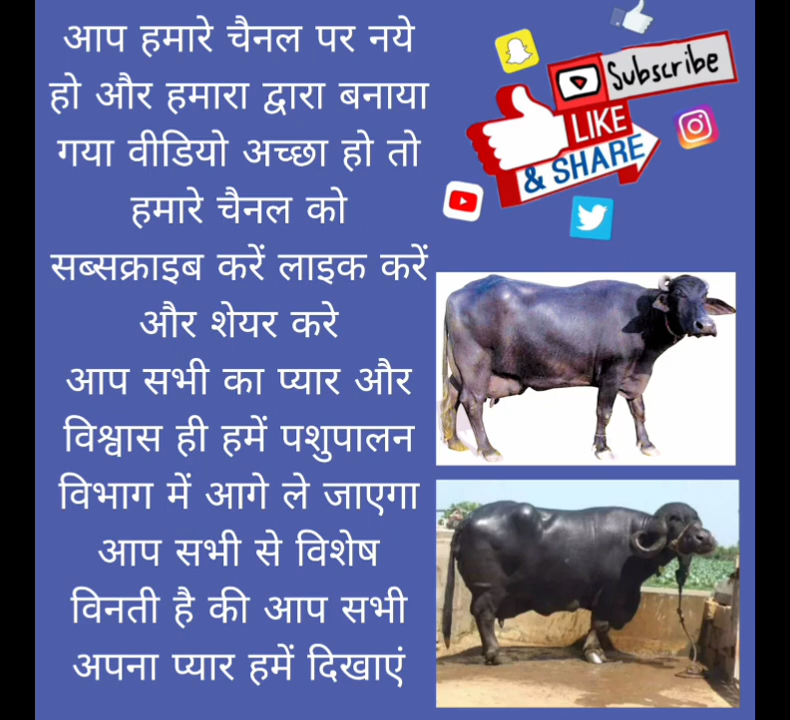 आप हमारे चैनल पर नये
हो और हमारा द्वारा बनाया
गया वीडियो अच्छा हो तो
हमारे चैनल को
सब्सक्राइब करें लाइक करें
और शेयर करे
आप सभी का प्यार और
विश्वास ही हमें पशुपालन
विभाग में आगे ले जाएगा
आप सभी से विशेष
विनती है की आप सभी
अपना प्यार हमें दिखाएं
Subscribe
LIKE
& SHARE